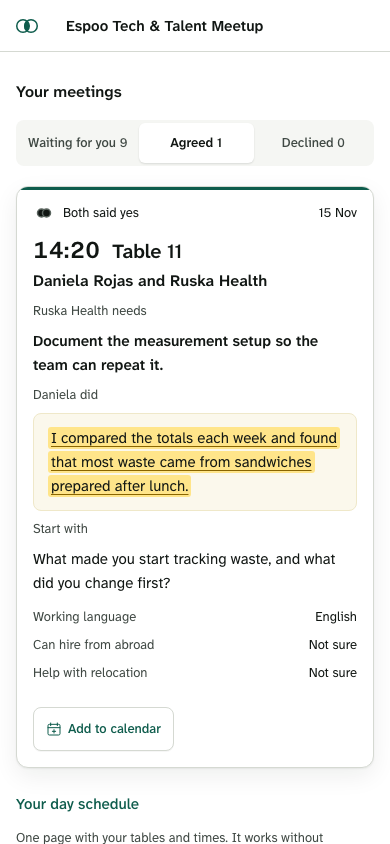 Espoo Tech & Talent Meetup
Your meetings
Waiting for you 9
Agreed 1
Declined 0
Both said yes
15 Nov
14:20 Table 11
Daniela Rojas and Ruska Health
Ruska Health needs
Document the measurement setup so the
team can repeat it.
Daniela did
I compared the totals each week and found
that most waste came from sandwiches
prepared after lunch.
Start with
What made you start tracking waste, and what
did you change first?
Working language
English
Can hire from abroad
Not sure
Help with relocation
Not sure
Add to calendar
Your day schedule
One page with your tables and times. It works without